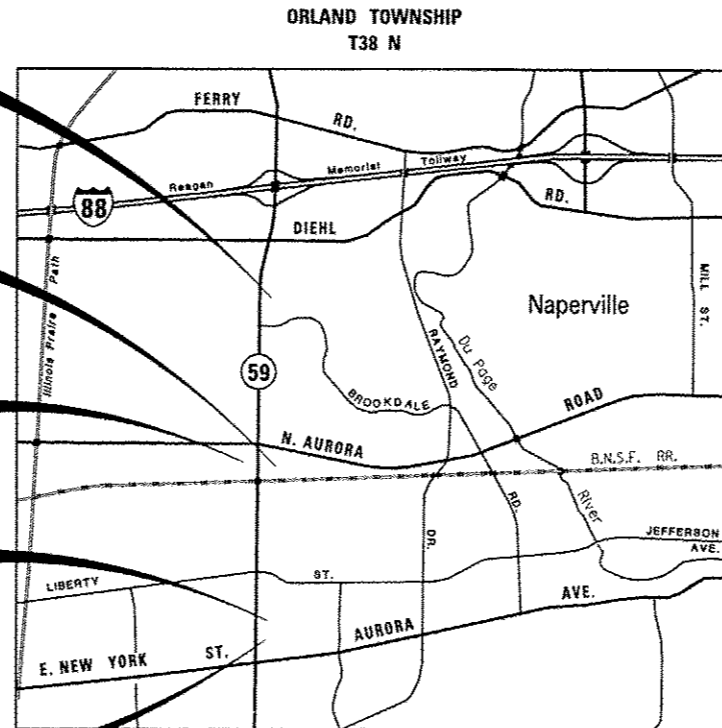 ORLAND TOWNSHIP
T38 N
FERRY
RD.
Reagan
Memorial
Tollway
88
DIEHL
RD.
Illinois Praire Path
MILL ST.
Naperville
59
RAYMOND
Du Page
BROOKDALE
ROAD
N. AURORA
B.N.S.F. RR.
RD.
River
DR.
JEFFERSON
AVE.
LIBERTY
ST.
AVE.
AURORA
E. NEW YORK
ST.